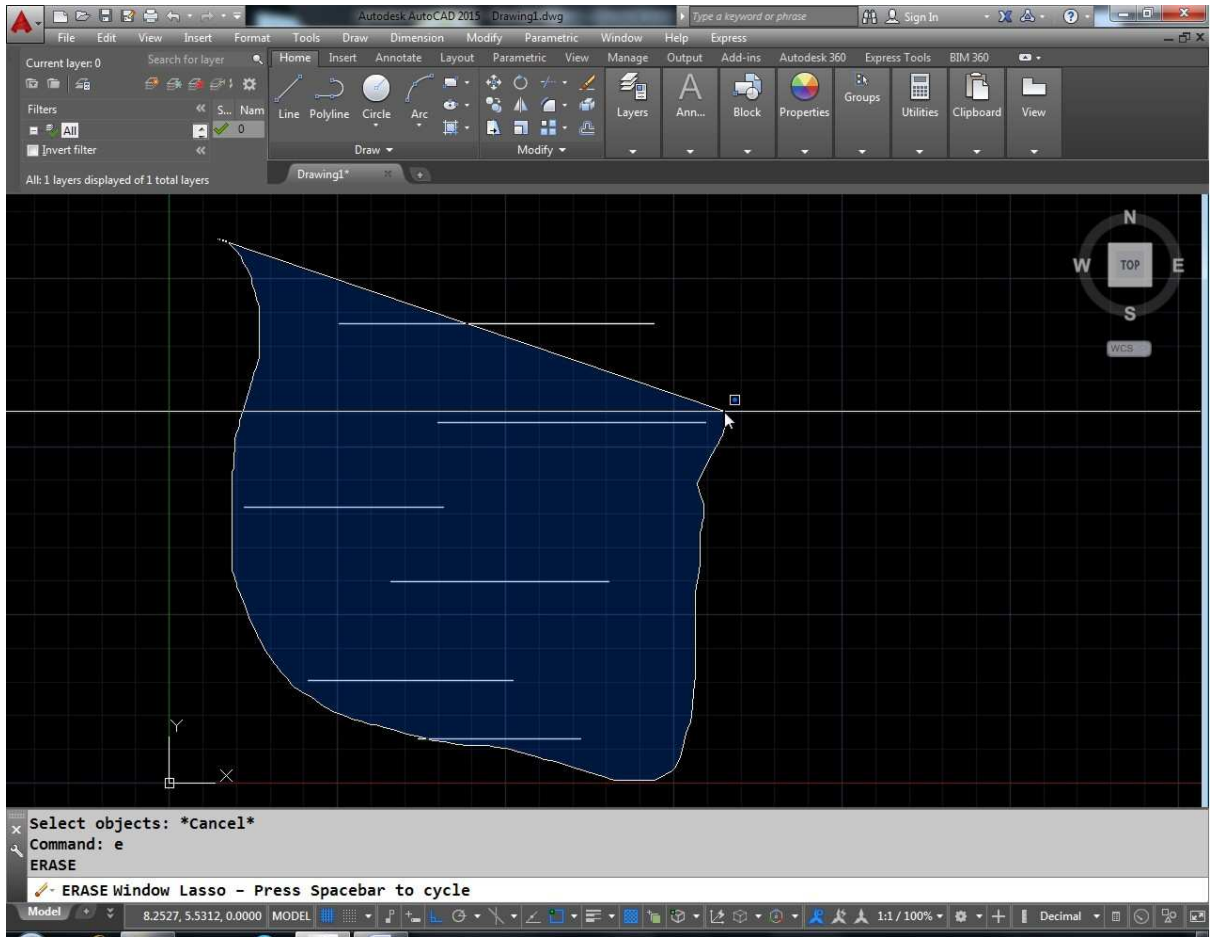 Autodesk AutoCAD 2015 Drawing1.dwg Type a keyword or phrase Sign In
File Edit View Insert Format Tools Draw Dimension Modify Parametric Window Help Express
Current layer: 0 Search for layer
Home Insert Annotate Layout Parametric View Manage Output Add-ins Autodesk 360 Express Tools BIM 360
Filters S... Nam
All 0
Invert filter
All: 1 layers displayed of 1 total layers
Line Polyline Circle Arc Layers Ann... Block Properties Groups Utilities Clipboard View
Draw Modify
Drawing1*
N
W TOP E
S
WCS
Y
X
Select objects: *Cancel*
Command: e
ERASE
ERASE Window Lasso - Press Spacebar to cycle
Model 8.2527, 5.5312, 0.0000 MODEL 1:1 / 100% Decimal